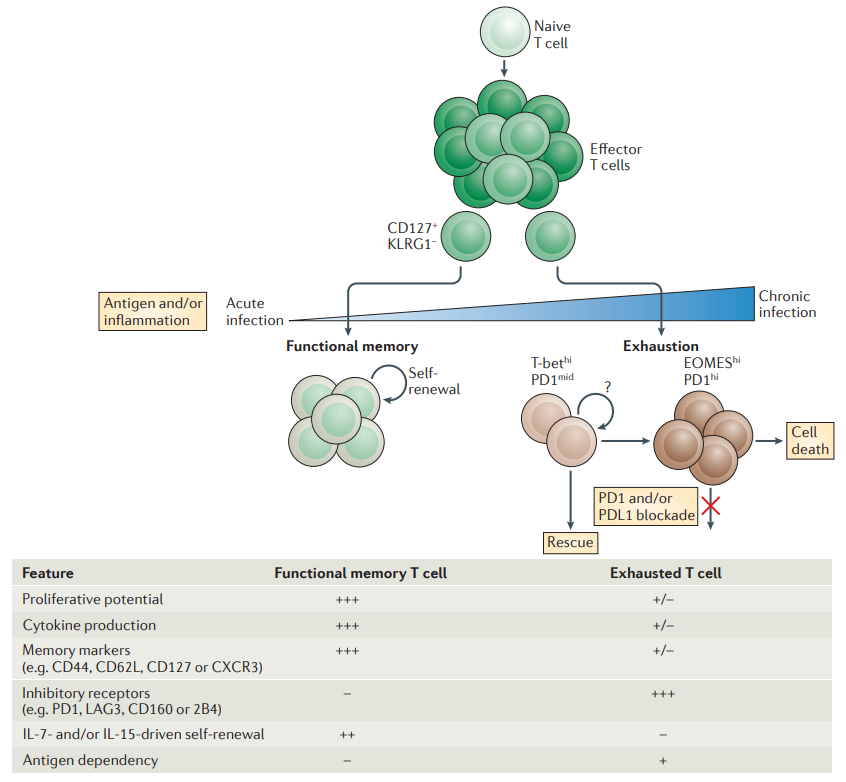 Naive
T cell
Effector
T cells
CD127⁺
KLRG1⁻
Antigen and/or
inflammation
Acute
infection
Chronic
infection
Functional memory
Exhaustion
Self-
renewal
T-betʰⁱ
PD1ᵐⁱᵈ
?
EOMESʰⁱ
PD1ʰⁱ
Cell
death
PD1 and/or
PDL1 blockade
Rescue
Feature Functional memory T cell Exhausted T cell
Proliferative potential +++ +/–
Cytokine production +++ +/–
Memory markers +++ +/–
(e.g. CD44, CD62L, CD127 or CXCR3)
Inhibitory receptors – +++
(e.g. PD1, LAG3, CD160 or 2B4)
IL-7- and/or IL-15-driven self-renewal ++ –
Antigen dependency – +